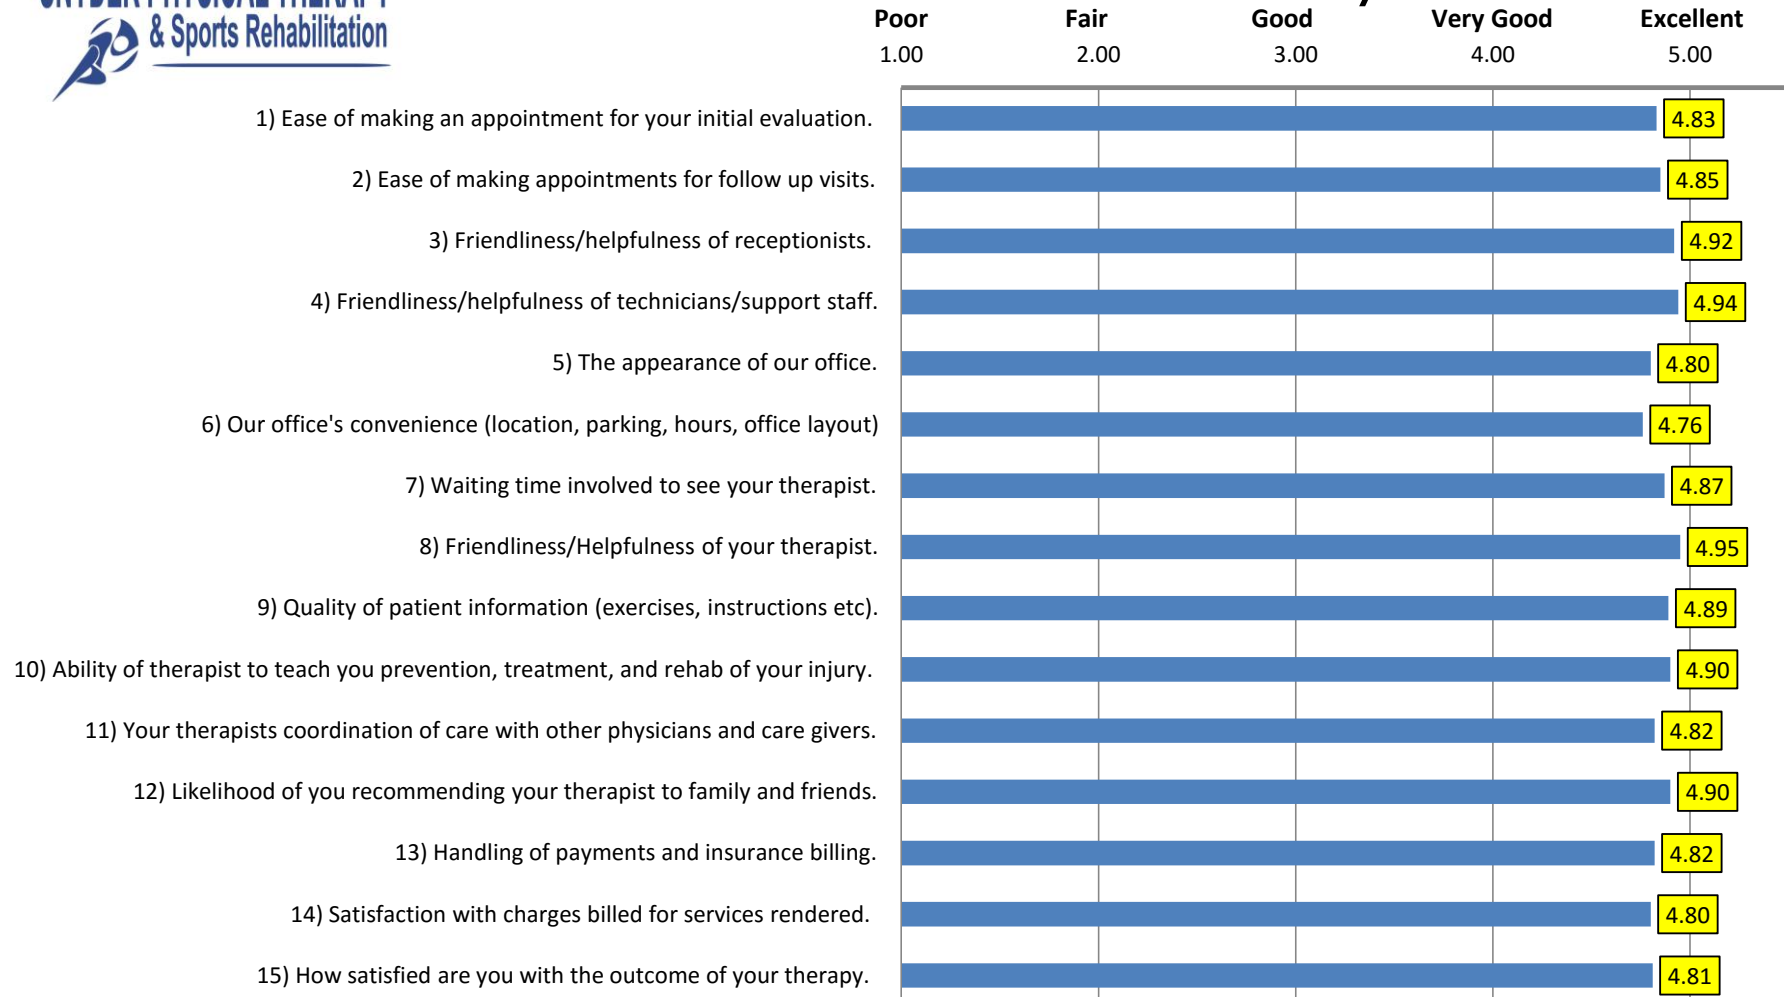 & Sports Rehabilitation
Poor Fair Good Very Good Excellent
1.00 2.00 3.00 4.00 5.00
1) Ease of making an appointment for your initial evaluation. 4.83
2) Ease of making appointments for follow up visits. 4.85
3) Friendliness/helpfulness of receptionists. 4.92
4) Friendliness/helpfulness of technicians/support staff. 4.94
5) The appearance of our office. 4.80
6) Our office's convenience (location, parking, hours, office layout) 4.76
7) Waiting time involved to see your therapist. 4.87
8) Friendliness/Helpfulness of your therapist. 4.95
9) Quality of patient information (exercises, instructions etc). 4.89
10) Ability of therapist to teach you prevention, treatment, and rehab of your injury. 4.90
11) Your therapists coordination of care with other physicians and care givers. 4.82
12) Likelihood of you recommending your therapist to family and friends. 4.90
13) Handling of payments and insurance billing. 4.82
14) Satisfaction with charges billed for services rendered. 4.80
15) How satisfied are you with the outcome of your therapy. 4.81